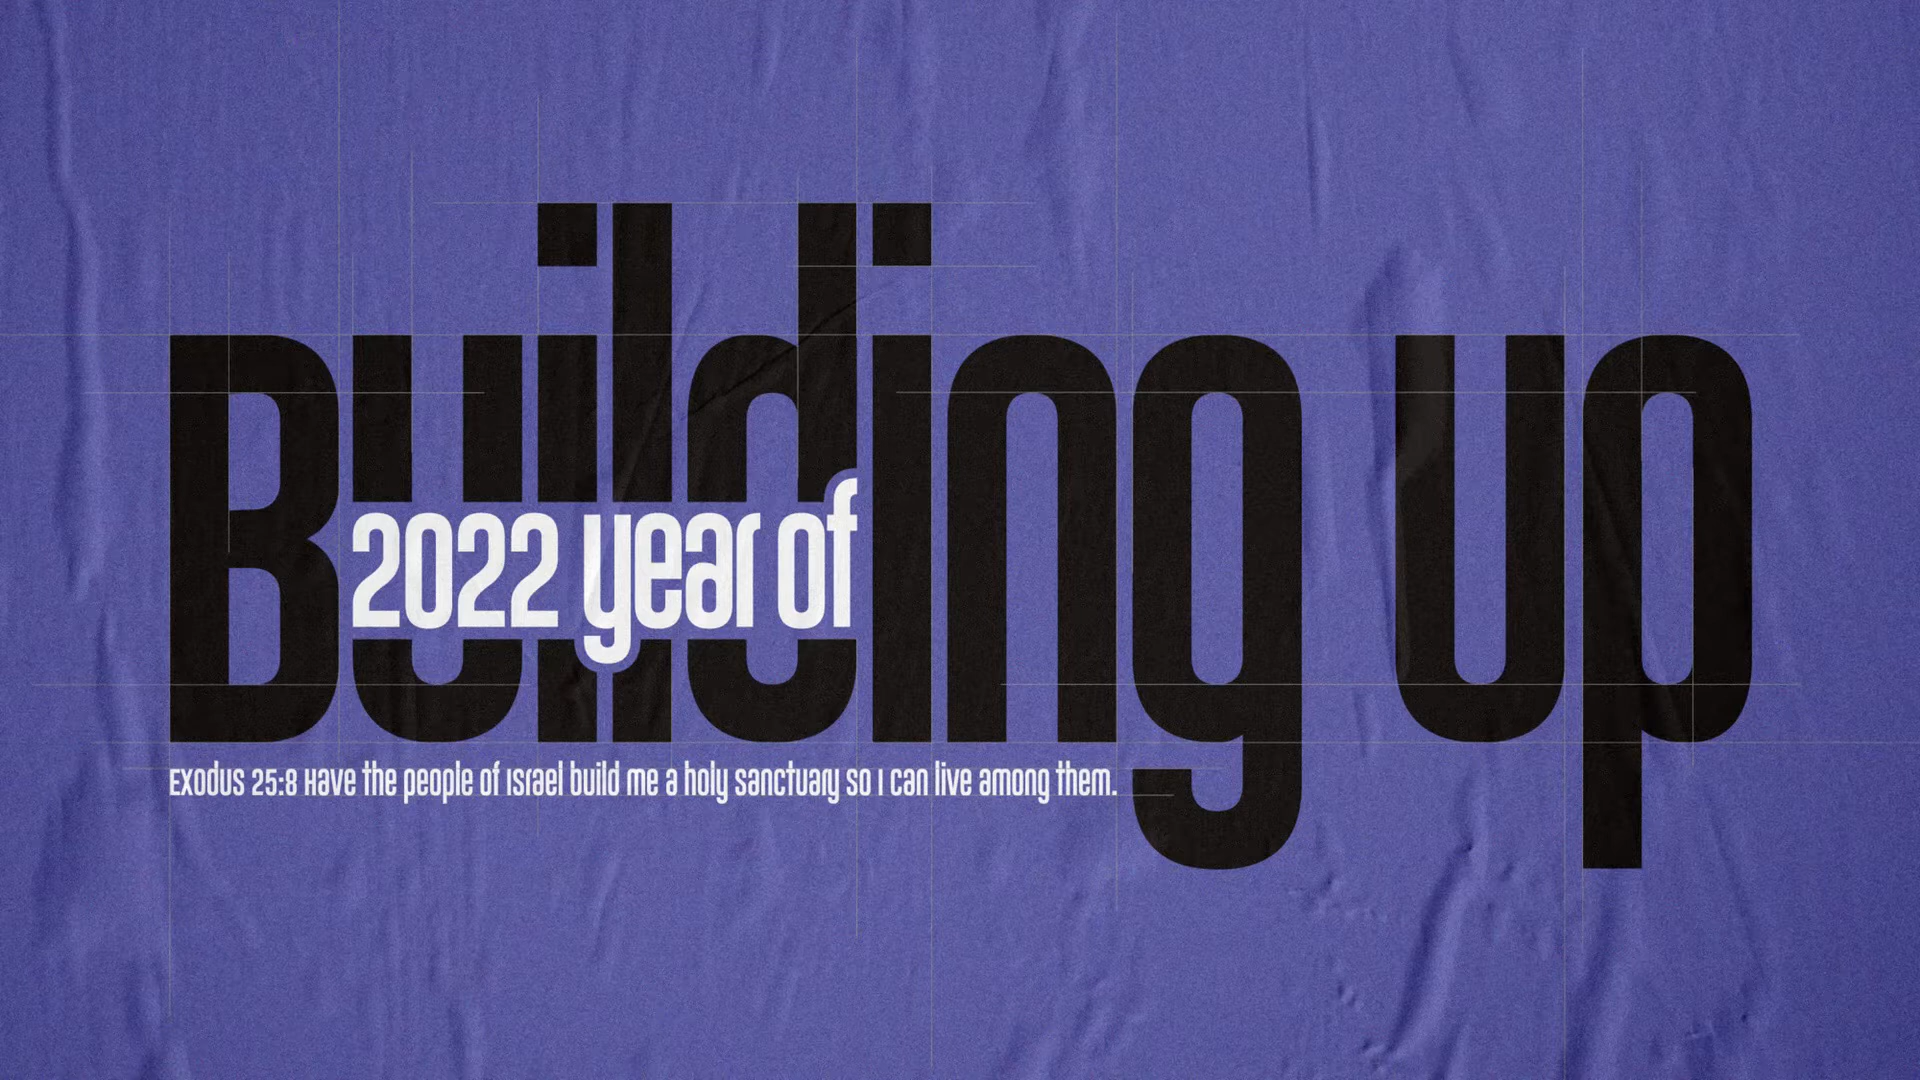 2022 year of
Building up
Exodus 25:8 Have the people of Israel build me a holy sanctuary so I can live among them.